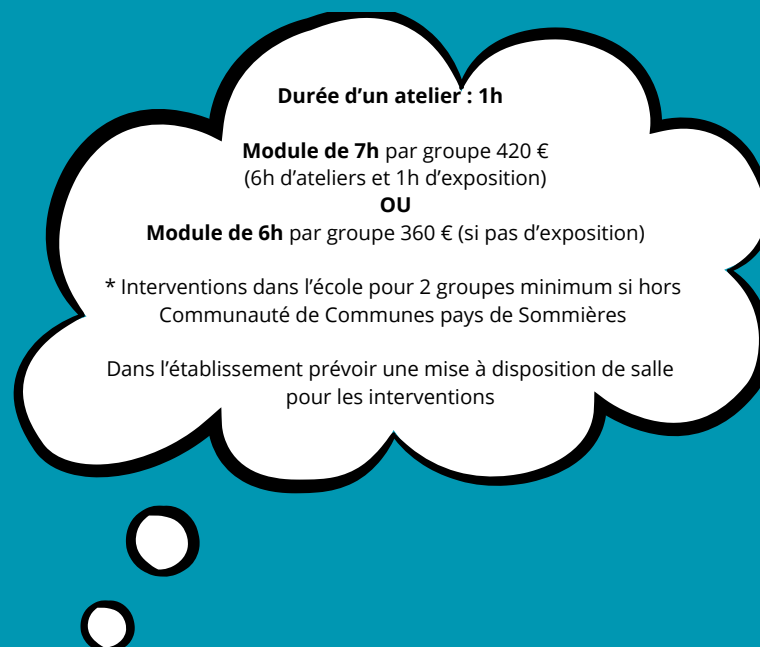 Durée d’un atelier : 1h
Module de 7h par groupe 420 €
(6h d’ateliers et 1h d’exposition)
OU
Module de 6h par groupe 360 € (si pas d’exposition)
* Interventions dans l’école pour 2 groupes minimum si hors
Communauté de Communes pays de Sommières
Dans l’établissement prévoir une mise à disposition de salle
pour les interventions